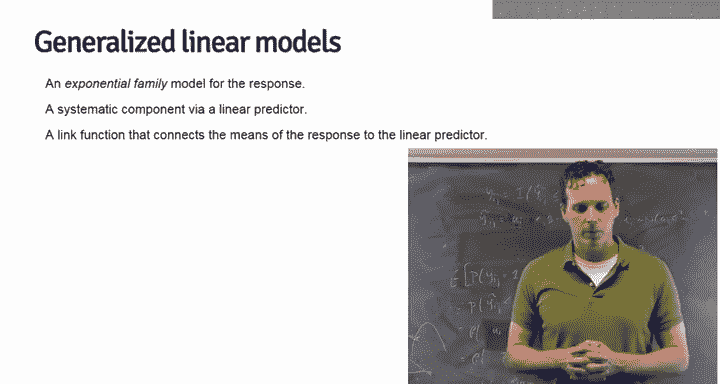 Generalized linear models
An exponential family model for the response.
A systematic component via a linear predictor.
A link function that connects the means of the response to the linear predictor.